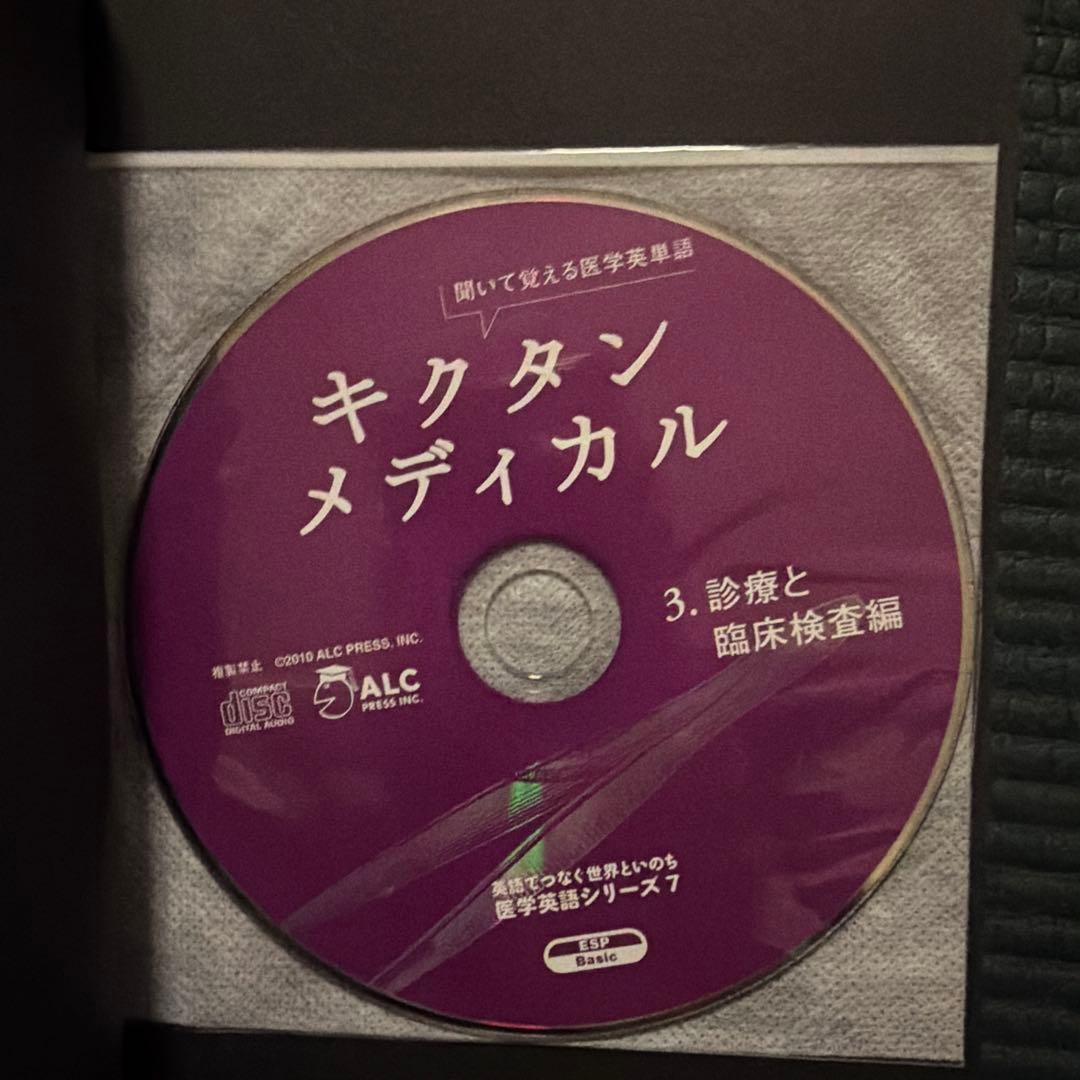 聞いて覚える医学英単語
キクタン
メディカル
3. 診療と
臨床検査編
複製禁止 ©2010 ALC PRESS, INC.
COMPACT
disc
DIGITAL AUDIO
ALC
PRESS INC.
英語でつなぐ世界といのち
医学英語シリーズ 7
ESP
Basic